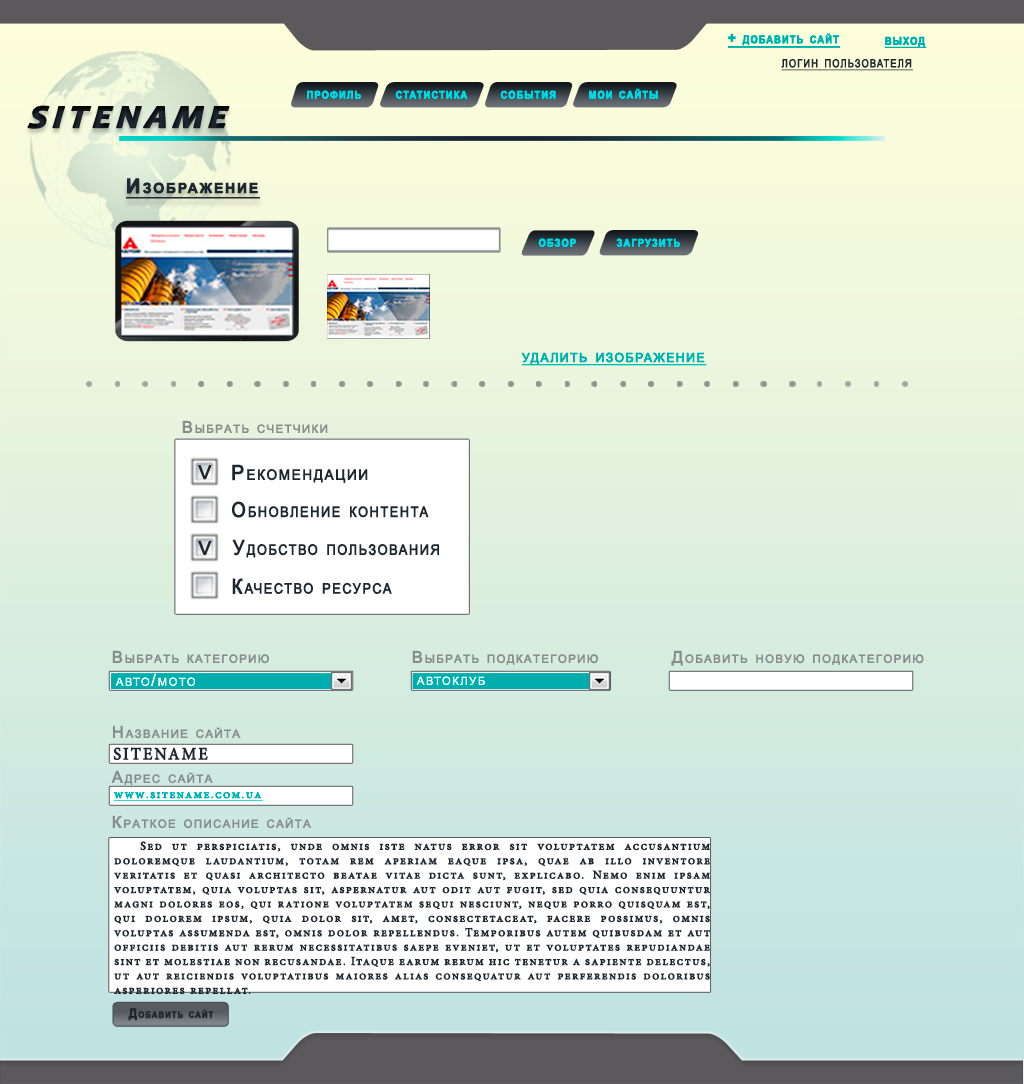 + ДОБАВИТЬ САЙТ ВЫХОД
ЛОГИН ПОЛЬЗОВАТЕЛЯ
ПРОФИЛЬ СТАТИСТИКА СОБЫТИЯ МОИ САЙТЫ
SITENAME
Изображение
ОБЗОР ЗАГРУЗИТЬ
УДАЛИТЬ ИЗОБРАЖЕНИЕ
Выбрать счетчики
V Рекомендации
Обновление контента
V Удобство пользования
Качество ресурса
Выбрать категорию Выбрать подкатегорию Добавить новую подкатегорию
АВТО/МОТО АВТОКЛУБ
Название сайта
SITENAME
Адрес сайта
www.sitename.com.ua
Краткое описание сайта
Sed ut perspiciatis, unde omnis iste natus error sit voluptatem accusantium
doloremque laudantium, totam rem aperiam eaque ipsa, quae ab illo inventore
veritatis et quasi architecto beatae vitae dicta sunt, explicabo. Nemo enim ipsam
voluptatem, quia voluptas sit, aspernatur aut odit aut fugit, sed quia consequuntur
magni dolores eos, qui ratione voluptatem sequi nesciunt, neque porro quisquam est,
qui dolorem ipsum, quia dolor sit, amet, consectetaceat, facere possimus, omnis
voluptas assumenda est, omnis dolor repellendus. Temporibus autem quibusdam et aut
officiis debitis aut rerum necessitatibus saepe eveniet, ut et voluptates repudiandae
sint et molestiae non recusandae. Itaque earum rerum hic tenetur a sapiente delectus,
ut aut reiciendis voluptatibus maiores alias consequatur aut perferendis doloribus
asperiores repellat.
Добавить сайт